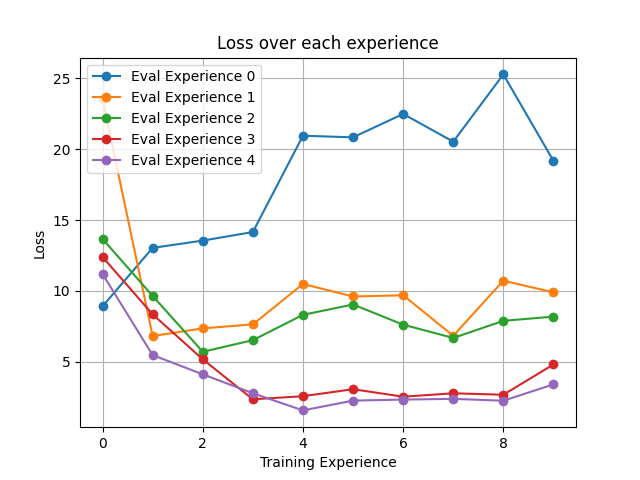 Loss over each experience
Eval Experience 0
Eval Experience 1
Eval Experience 2
Eval Experience 3
Eval Experience 4
25
20
15
10
5
Loss
0 2 4 6 8
Training Experience